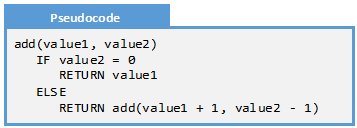 Pseudocode
add(value1, value2)
IF value2 = 0
RETURN value1
ELSE
RETURN add(value1 + 1, value2 - 1)